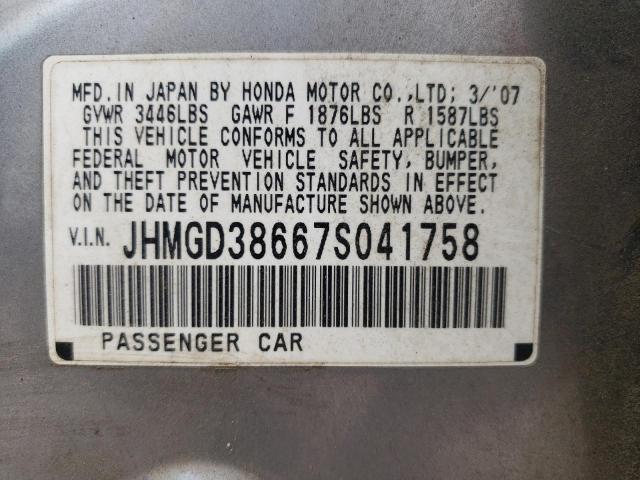 MFD.IN JAPAN BY HONDA MOTOR CO.,LTD; 3/'07
GVWR 3446LBS GAWR F 1876LBS R 1587LBS
THIS VEHICLE CONFORMS TO ALL APPLICABLE
FEDERAL MOTOR VEHICLE SAFETY, BUMPER,
AND THEFT PREVENTION STANDARDS IN EFFECT
ON THE DATE OF MANUFACTURE SHOWN ABOVE.
V.I.N. JHMGD38667S041758
PASSENGER CAR